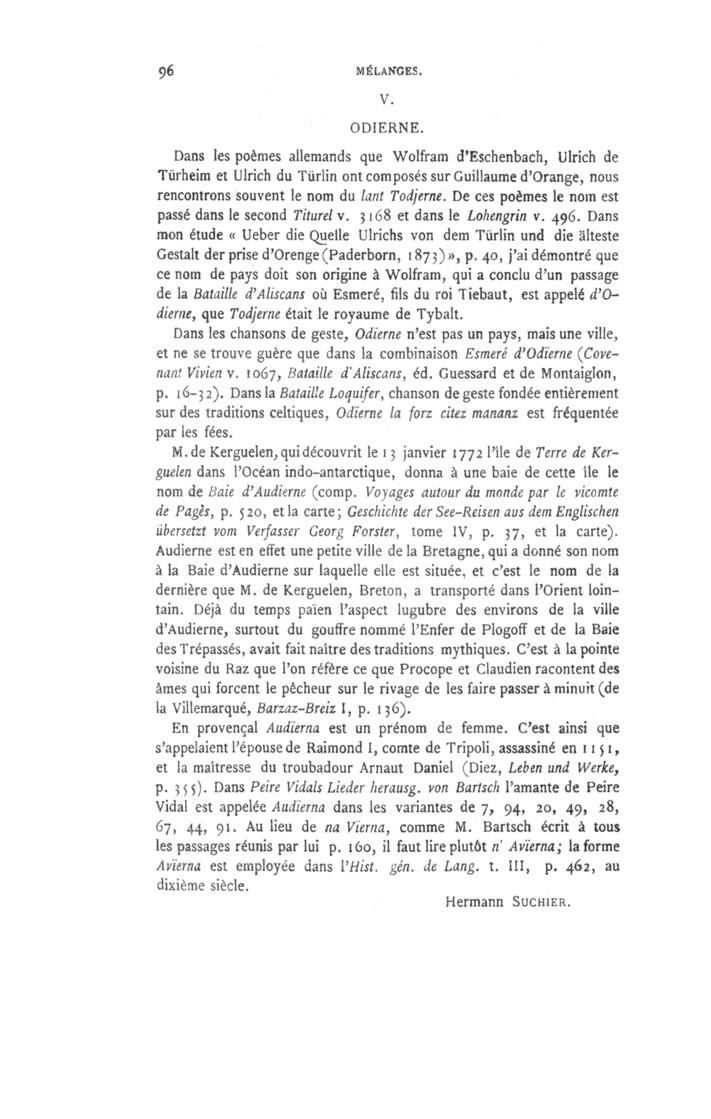 96 MÉLANGES.
V.
ODIERNE.
Dans les poèmes allemands que Wolfram d'Eschenbach, Ulrich de
Türheim et Ulrich du Türlin ont composés sur Guillaume d'Orange, nous
rencontrons souvent le nom du lant Todjerne. De ces poèmes le nom est
passé dans le second Titurel v. 3168 et dans le Lohengrin v. 496. Dans
mon étude « Ueber die Quelle Ulrichs von dem Türlin und die älteste
Gestalt der prise d'Orenge (Paderborn, 1873) », p. 40, j'ai démontré que
ce nom de pays doit son origine à Wolfram, qui a conclu d'un passage
de la Bataille d'Aliscans où Esmeré, fils du roi Tiebaut, est appelé d'O-
dierne, que Todjerne était le royaume de Tybalt.
Dans les chansons de geste, Odïerne n'est pas un pays, mais une ville,
et ne se trouve guère que dans la combinaison Esmeré d'Odïerne (Cove-
nant Vivien v. 1067, Bataille d'Aliscans, éd. Guessard et de Montaiglon,
p. 16-32). Dans la Bataille Loquifer, chanson de geste fondée entièrement
sur des traditions celtiques, Odïerne la forz citez mananz est fréquentée
par les fées.
M. de Kerguelen, qui découvrit le 13 janvier 1772 l'île de Terre de Ker-
guelen dans l'Océan indo-antarctique, donna à une baie de cette île le
nom de Baie d'Audierne (comp. Voyages autour du monde par le vicomte
de Pagès, p. 520, et la carte; Geschichte der See-Reisen aus dem Englischen
übersetzt vom Verfasser Georg Forster, tome IV, p. 37, et la carte).
Audierne est en effet une petite ville de la Bretagne, qui a donné son nom
à la Baie d'Audierne sur laquelle elle est située, et c'est le nom de la
dernière que M. de Kerguelen, Breton, a transporté dans l'Orient loin-
tain. Déjà du temps païen l'aspect lugubre des environs de la ville
d'Audierne, surtout du gouffre nommé l'Enfer de Plogoff et de la Baie
des Trépassés, avait fait naître des traditions mythiques. C'est à la pointe
voisine du Raz que l'on réfère ce que Procope et Claudien racontent des
âmes qui forcent le pêcheur sur le rivage de les faire passer à minuit (de
la Villemarqué, Barzaz-Breiz I, p. 136).
En provençal Audïerna est un prénom de femme. C'est ainsi que
s'appelaient l'épouse de Raimond I, comte de Tripoli, assassiné en 1151,
et la maîtresse du troubadour Arnaut Daniel (Diez, Leben und Werke,
p. 355). Dans Peire Vidals Lieder herausg. von Bartsch l'amante de Peire
Vidal est appelée Audïerna dans les variantes de 7, 94, 20, 49, 28,
67, 44, 91. Au lieu de na Vïerna, comme M. Bartsch écrit à tous
les passages réunis par lui p. 160, il faut lire plutôt n' Avïerna; la forme
Avïerna est employée dans l'Hist. gén. de Lang. t. III, p. 462, au
dixième siècle.
Hermann SUCHIER.